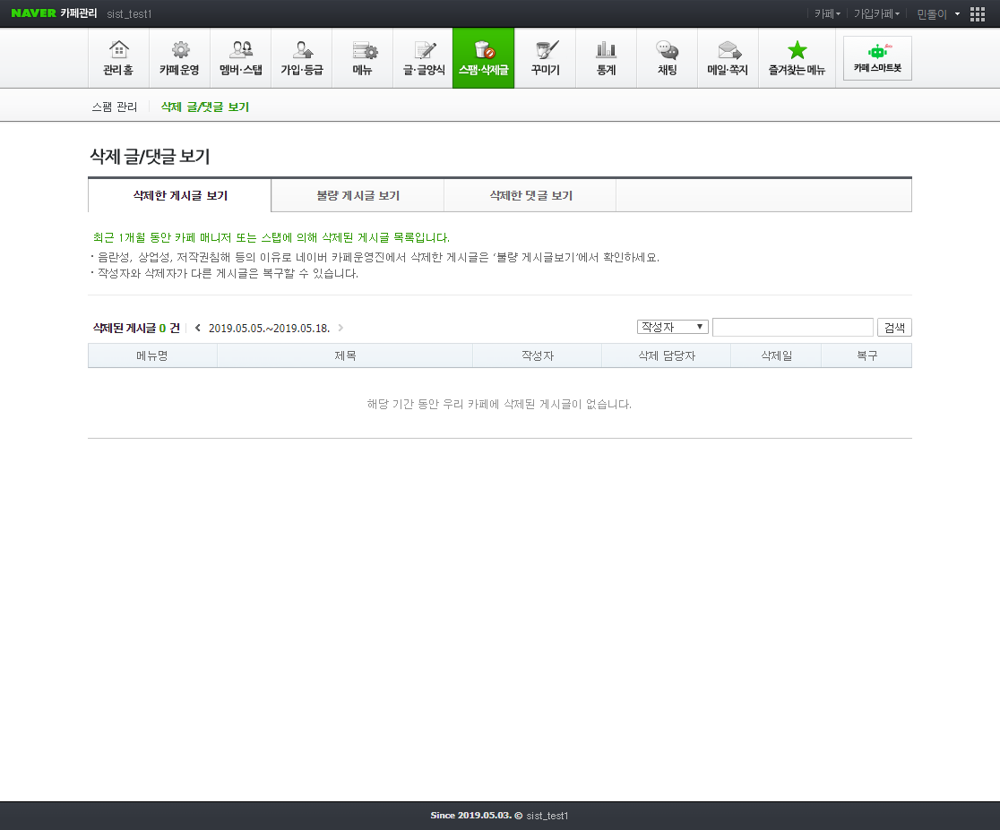 NAVER 카페관리 sist_test1 카페 가입카페 민돌이
관리 홈 카페 운영 멤버·스탭 가입·등급 메뉴 글·글양식 스팸·삭제글 꾸미기 통계 채팅 메일·쪽지 즐겨찾는 메뉴 카페 스마트봇
스팸 관리 삭제 글/댓글 보기
삭제 글/댓글 보기
삭제한 게시글 보기 불량 게시글 보기 삭제한 댓글 보기
최근 1개월 동안 카페 매니저 또는 스탭에 의해 삭제된 게시글 목록입니다.
· 음란성, 상업성, 저작권침해 등의 이유로 네이버 카페운영진에서 삭제한 게시글은 ‘불량 게시글보기’에서 확인하세요.
· 작성자와 삭제자가 다른 게시글은 복구할 수 있습니다.
삭제된 게시글 0 건 2019.05.05.~2019.05.18. 작성자 검색
메뉴명 제목 작성자 삭제 담당자 삭제일 복구
해당 기간 동안 우리 카페에 삭제된 게시글이 없습니다.
Since 2019.05.03. © sist_test1